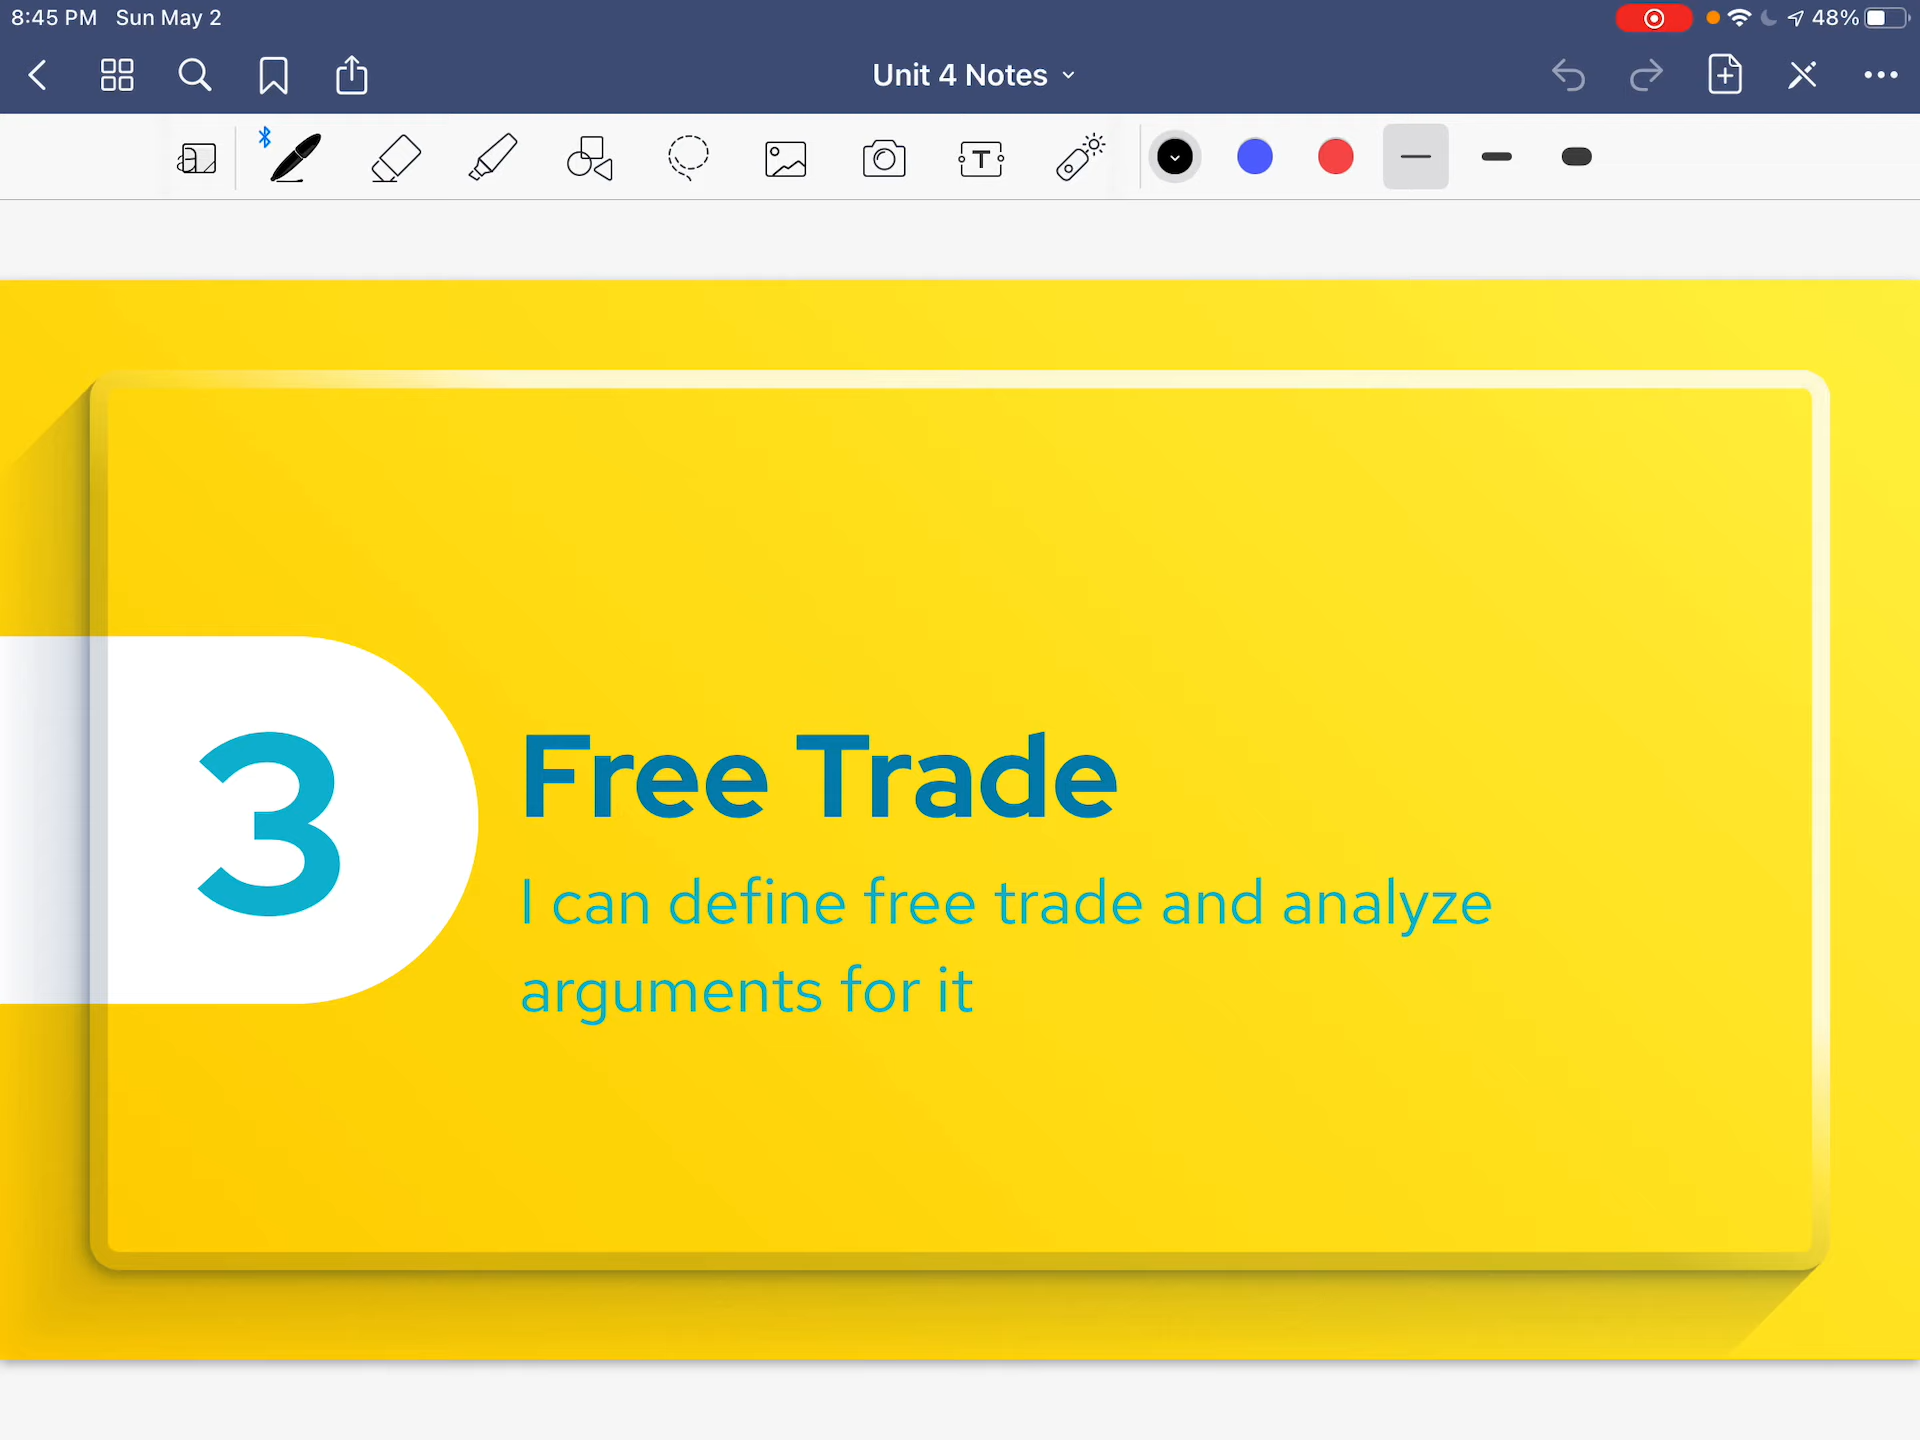 8:45 PM Sun May 2
48%
Unit 4 Notes
T
3
Free Trade
I can define free trade and analyze
arguments for it